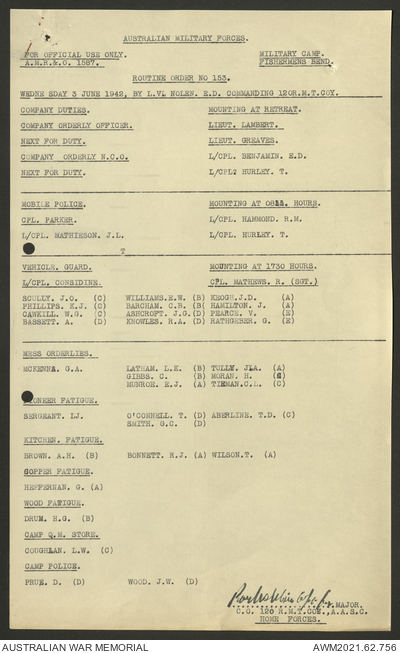 AUSTRALIAN MILITARY FORCES.
FOR OFFICIAL USE ONLY. MILITARY CAMP.
A.M.R.&.O. 1587. FISHERMENS BEND.
ROUTINE ORDER NO 153.
WEDNE SDAY 3 JUNE 1942, BY L.VL NOLEN. E.D. COMMANDING 12OR.M.T.COY.
COMPANY DUTIES. MOUNTING AT RETREAT.
COMPANY ORDERLY OFFICER. LIEUT. LAMBERT.
NEXT FOR DUTY. LIEUT. GREAVES.
COMPANY ORDERLY N.C.O. L/CPL. BENJAMIN. E.D.
NEXT FOR DUTY. L/CPL? HURLEY. T.
MOBILE POLICE. MOUNTING AT HOURS.
CPL. PARKER. L/CPL. HAMMOND. R.M.
L/CPL. MATHIESON. J.L. L/CPL. HURLEY. T.
T
VEHICLE. GUARD. MOUNTING AT 1730 HOURS.
L/CPL. CONSIDINE. CPL. MATHEWS. R. (SGT.)
SCULLY. J.O. (C) WILLIAMS.E.W. (B) KEOGH.J.D. (A)
PHILLIPS. K.J. (C) BARCHAM. C.B. (B) HAMILTON. J. (A)
CAWKILL. W.G. (C) ASHCROFT. J.G.(D) PEARCE. V. (E)
BASSETT. A. (D) KNOWLES. R.A. (D) RATHGEBER. G. (E)
MESS ORDERLIES.
MCKENNA. G.A. LATHAM. L.K. (B) TULLY. JLA. (A)
GIBBS. C. (B) MORAN. H. (C)
MUNROE. E.J. (A) TIEMAN.C.L. (C)
PIONEER FATIGUE.
SERGEANT. LJ. O'CONNELL. T. (D) ABERLINE. T.D. (C)
SMITH. G.C. (D)
KITCHEN. FATIGUE.
BROWN. A.H. (B) BONNETT. R.J. (A) WILSON.T. (A)
COPPER FATIGUE.
HEFFERNAN. G. (A)
WOOD FATIGUE.
DRUM. H.G. (B)
CAMP Q.M. STORE.
COUGHLAN. L.W. (C)
CAMP POLICE.
PRUE. D. (D) WOOD. J.W. (D)
MAJOR.
C.O. 120 R.M.T.COY., A.A.S.C.
HOME FORCES.
AUSTRALIAN WAR MEMORIAL AWM2021.62.756